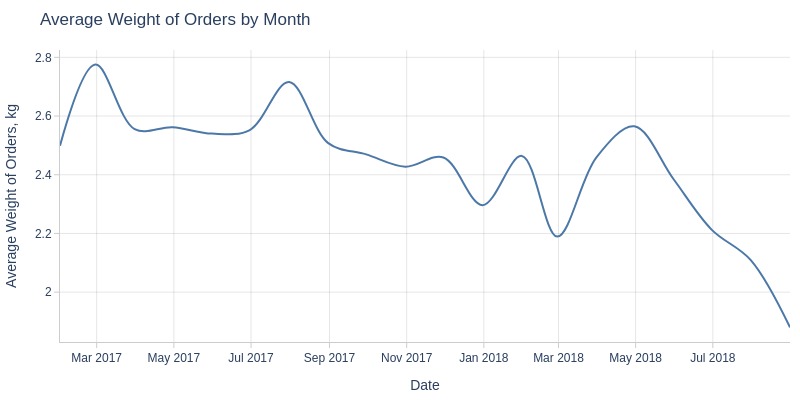 Average Weight of Orders by Month
Average Weight of Orders, kg
2.8
2.6
2.4
2.2
2
Mar 2017 May 2017 Jul 2017 Sep 2017 Nov 2017 Jan 2018 Mar 2018 May 2018 Jul 2018
Date